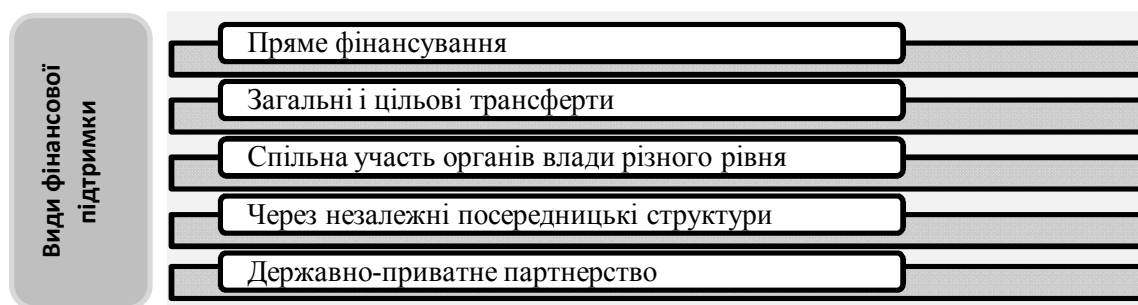 Види фінансової
підтримки
Пряме фінансування
Загальні і цільові трансферти
Спільна участь органів влади різного рівня
Через незалежні посередницькі структури
Державно-приватне партнерство